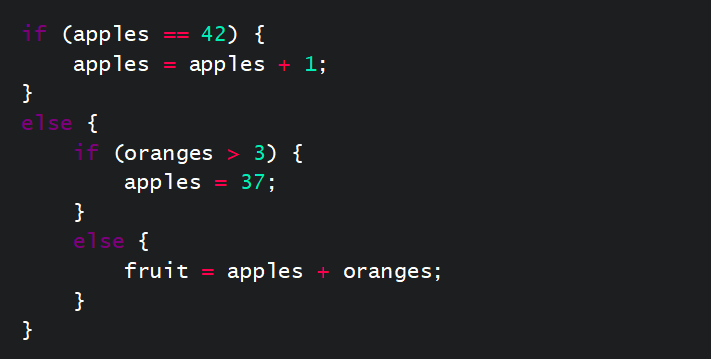 if (apples == 42) {
    apples = apples + 1;
}
else {
    if (oranges > 3) {
        apples = 37;
    }
    else {
        fruit = apples + oranges;
    }
}